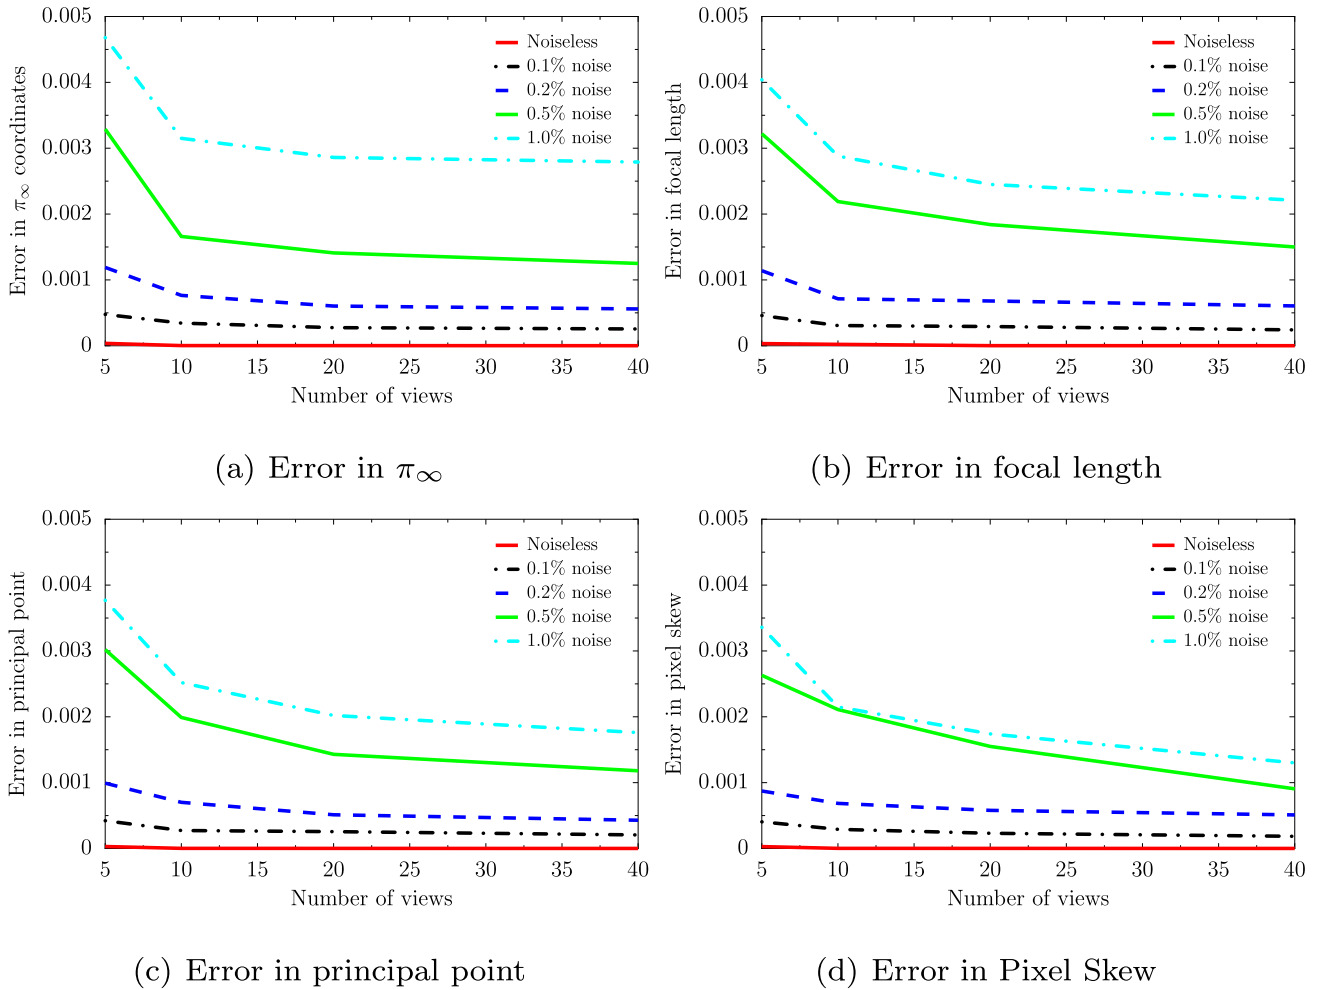 0.005
0.004
0.003
0.002
0.001
0
Error in π∞ coordinates
Noiseless
0.1% noise
0.2% noise
0.5% noise
1.0% noise
5 10 15 20 25 30 35 40
Number of views
(a) Error in π∞
0.005
0.004
0.003
0.002
0.001
0
Error in focal length
Noiseless
0.1% noise
0.2% noise
0.5% noise
1.0% noise
5 10 15 20 25 30 35 40
Number of views
(b) Error in focal length
0.005
0.004
0.003
0.002
0.001
0
Error in principal point
Noiseless
0.1% noise
0.2% noise
0.5% noise
1.0% noise
5 10 15 20 25 30 35 40
Number of views
(c) Error in principal point
0.005
0.004
0.003
0.002
0.001
0
Error in pixel skew
Noiseless
0.1% noise
0.2% noise
0.5% noise
1.0% noise
5 10 15 20 25 30 35 40
Number of views
(d) Error in Pixel Skew